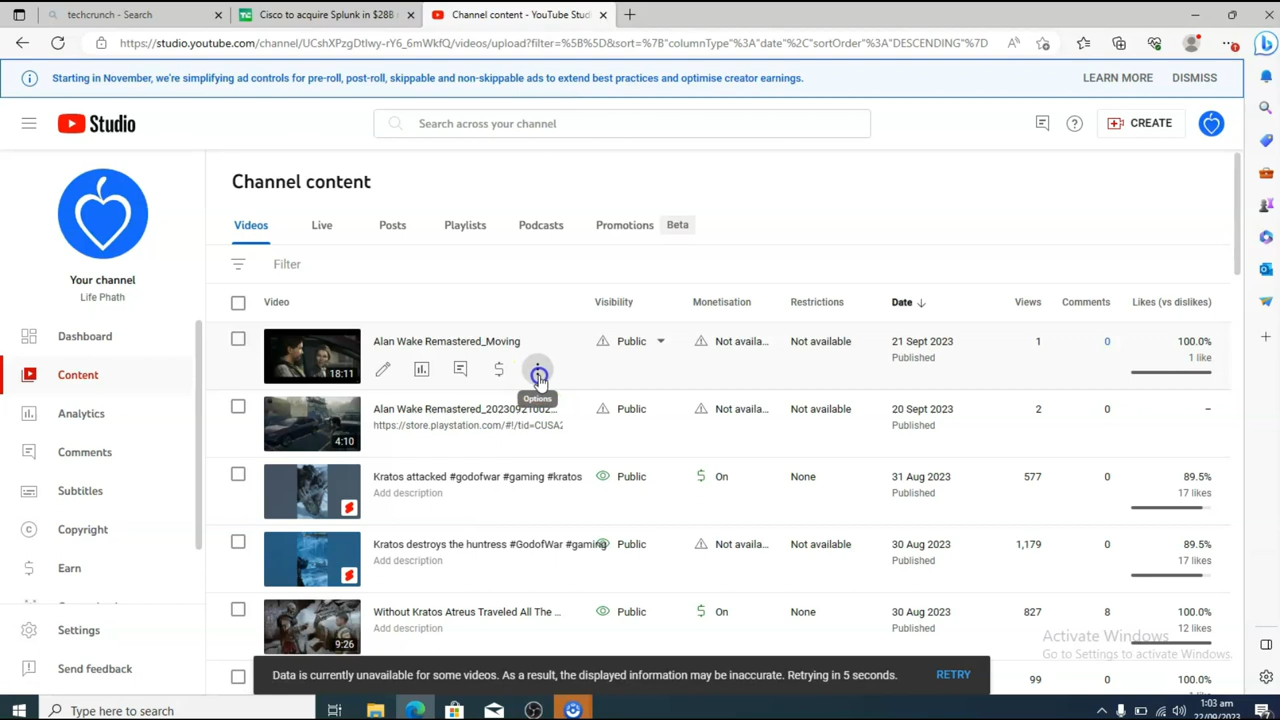 techcrunch - Search
Cisco to acquire Splunk in $28B
Channel content - YouTube Stud
https://studio.youtube.com/channel/UCshXPzgDtIwy-rY6_6mWkfQ/videos/upload?filter=%5B%5D&sort=%7B"columnType"%3A"date"%2C"sortOrder"%3A"DESCENDING"%7D
Starting in November, we're simplifying ad controls for pre-roll, post-roll, skippable and non-skippable ads to extend best practices and optimise creator earnings.
LEARN MORE
DISMISS
Studio
Search across your channel
CREATE
Channel content
Videos
Live
Posts
Playlists
Podcasts
Promotions
Beta
Filter
Your channel
Life Phath
Dashboard
Content
Analytics
Comments
Subtitles
Copyright
Earn
Settings
Send feedback
Video Visibility Monetisation Restrictions Date Views Comments Likes (vs dislikes)
Alan Wake Remastered_Moving Public Not availa... Not available 21 Sept 2023 1 0 100.0%
Published 1 like
18:11
Options
Alan Wake Remastered_20230921002... Public Not availa... Not available 20 Sept 2023 2 0 –
https://store.playstation.com/#!/tid=CUSA2 Published
4:10
Kratos attacked #godofwar #gaming #kratos Public On None 31 Aug 2023 577 0 89.5%
Add description Published 17 likes
Kratos destroys the huntress #GodofWar #gaming Public Not availa... Not available 30 Aug 2023 1,179 0 89.5%
Add description Published 17 likes
Without Kratos Atreus Traveled All The ... Public On None 30 Aug 2023 827 8 100.0%
Add description Published 12 likes
9:26
Activate Windows
Go to Settings to activate Windows.
Data is currently unavailable for some videos. As a result, the displayed information may be inaccurate. Retrying in 5 seconds.
RETRY
99 0 100.0%
Type here to search
1:03 am
22/09/2023